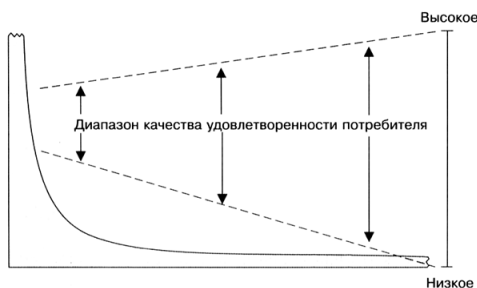 Высокое
Диапазон качества удовлетворенности потребителя
Низкое